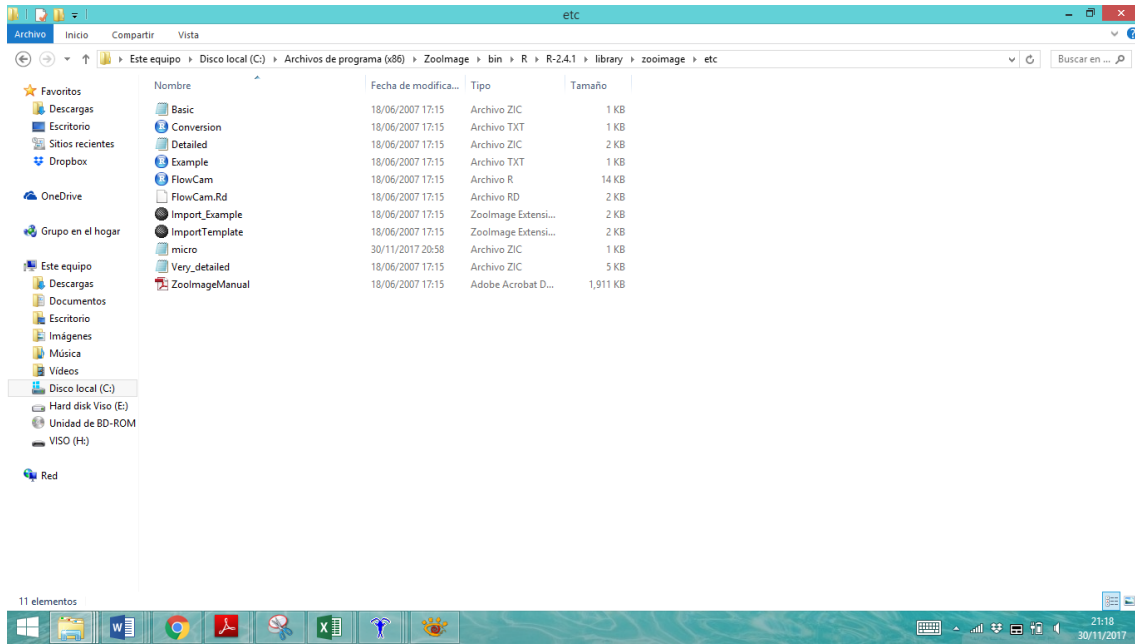 etc
Archivo Inicio Compartir Vista
Este equipo Disco local (C:) Archivos de programa (x86) ZooImage bin R R-2.4.1 library zooimage etc
Buscar en ...
Favoritos
Descargas
Escritorio
Sitios recientes
Dropbox
OneDrive
Grupo en el hogar
Este equipo
Descargas
Documentos
Escritorio
Imágenes
Música
Vídeos
Disco local (C:)
Hard disk Viso (E:)
Unidad de BD-ROM
VISO (H:)
Red
Nombre Fecha de modifica... Tipo Tamaño
Basic 18/06/2007 17:15 Archivo ZIC 1 KB
Conversion 18/06/2007 17:15 Archivo TXT 1 KB
Detailed 18/06/2007 17:15 Archivo ZIC 2 KB
Example 18/06/2007 17:15 Archivo TXT 1 KB
FlowCam 18/06/2007 17:15 Archivo R 14 KB
FlowCam.Rd 18/06/2007 17:15 Archivo RD 2 KB
Import_Example 18/06/2007 17:15 ZooImage Extensi... 2 KB
ImportTemplate 18/06/2007 17:15 ZooImage Extensi... 2 KB
micro 30/11/2017 20:58 Archivo ZIC 1 KB
Very_detailed 18/06/2007 17:15 Archivo ZIC 5 KB
ZooImageManual 18/06/2007 17:15 Adobe Acrobat D... 1,911 KB
11 elementos
21:18
30/11/2017